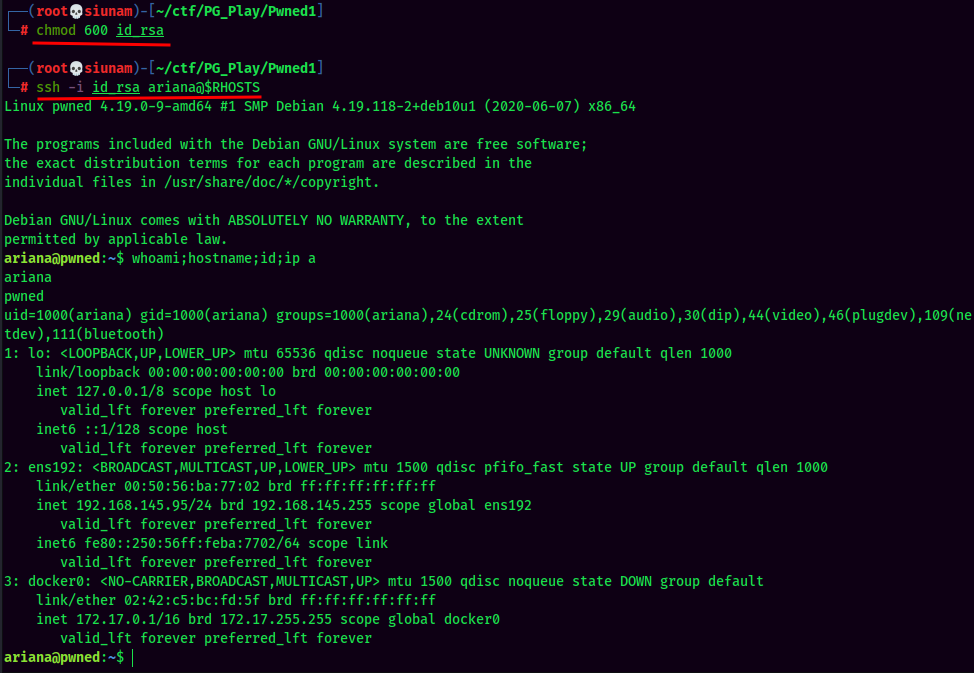 ┌──(root💀siunam)-[~/ctf/PG_Play/Pwned1]
└─# chmod 600 id_rsa
┌──(root💀siunam)-[~/ctf/PG_Play/Pwned1]
└─# ssh -i id_rsa ariana@$RHOSTS
Linux pwned 4.19.0-9-amd64 #1 SMP Debian 4.19.118-2+deb10u1 (2020-06-07) x86_64
The programs included with the Debian GNU/Linux system are free software;
the exact distribution terms for each program are described in the
individual files in /usr/share/doc/*/copyright.
Debian GNU/Linux comes with ABSOLUTELY NO WARRANTY, to the extent
permitted by applicable law.
ariana@pwned:~$ whoami;hostname;id;ip a
ariana
pwned
uid=1000(ariana) gid=1000(ariana) groups=1000(ariana),24(cdrom),25(floppy),29(audio),30(dip),44(video),46(plugdev),109(ne
tdev),111(bluetooth)
1: lo: <LOOPBACK,UP,LOWER_UP> mtu 65536 qdisc noqueue state UNKNOWN group default qlen 1000
    link/loopback 00:00:00:00:00:00 brd 00:00:00:00:00:00
    inet 127.0.0.1/8 scope host lo
       valid_lft forever preferred_lft forever
    inet6 ::1/128 scope host
       valid_lft forever preferred_lft forever
2: ens192: <BROADCAST,MULTICAST,UP,LOWER_UP> mtu 1500 qdisc pfifo_fast state UP group default qlen 1000
    link/ether 00:50:56:ba:77:02 brd ff:ff:ff:ff:ff:ff
    inet 192.168.145.95/24 brd 192.168.145.255 scope global ens192
       valid_lft forever preferred_lft forever
    inet6 fe80::250:56ff:feba:7702/64 scope link
       valid_lft forever preferred_lft forever
3: docker0: <NO-CARRIER,BROADCAST,MULTICAST,UP> mtu 1500 qdisc noqueue state DOWN group default
    link/ether 02:42:c5:bc:fd:5f brd ff:ff:ff:ff:ff:ff
    inet 172.17.0.1/16 brd 172.17.255.255 scope global docker0
       valid_lft forever preferred_lft forever
ariana@pwned:~$